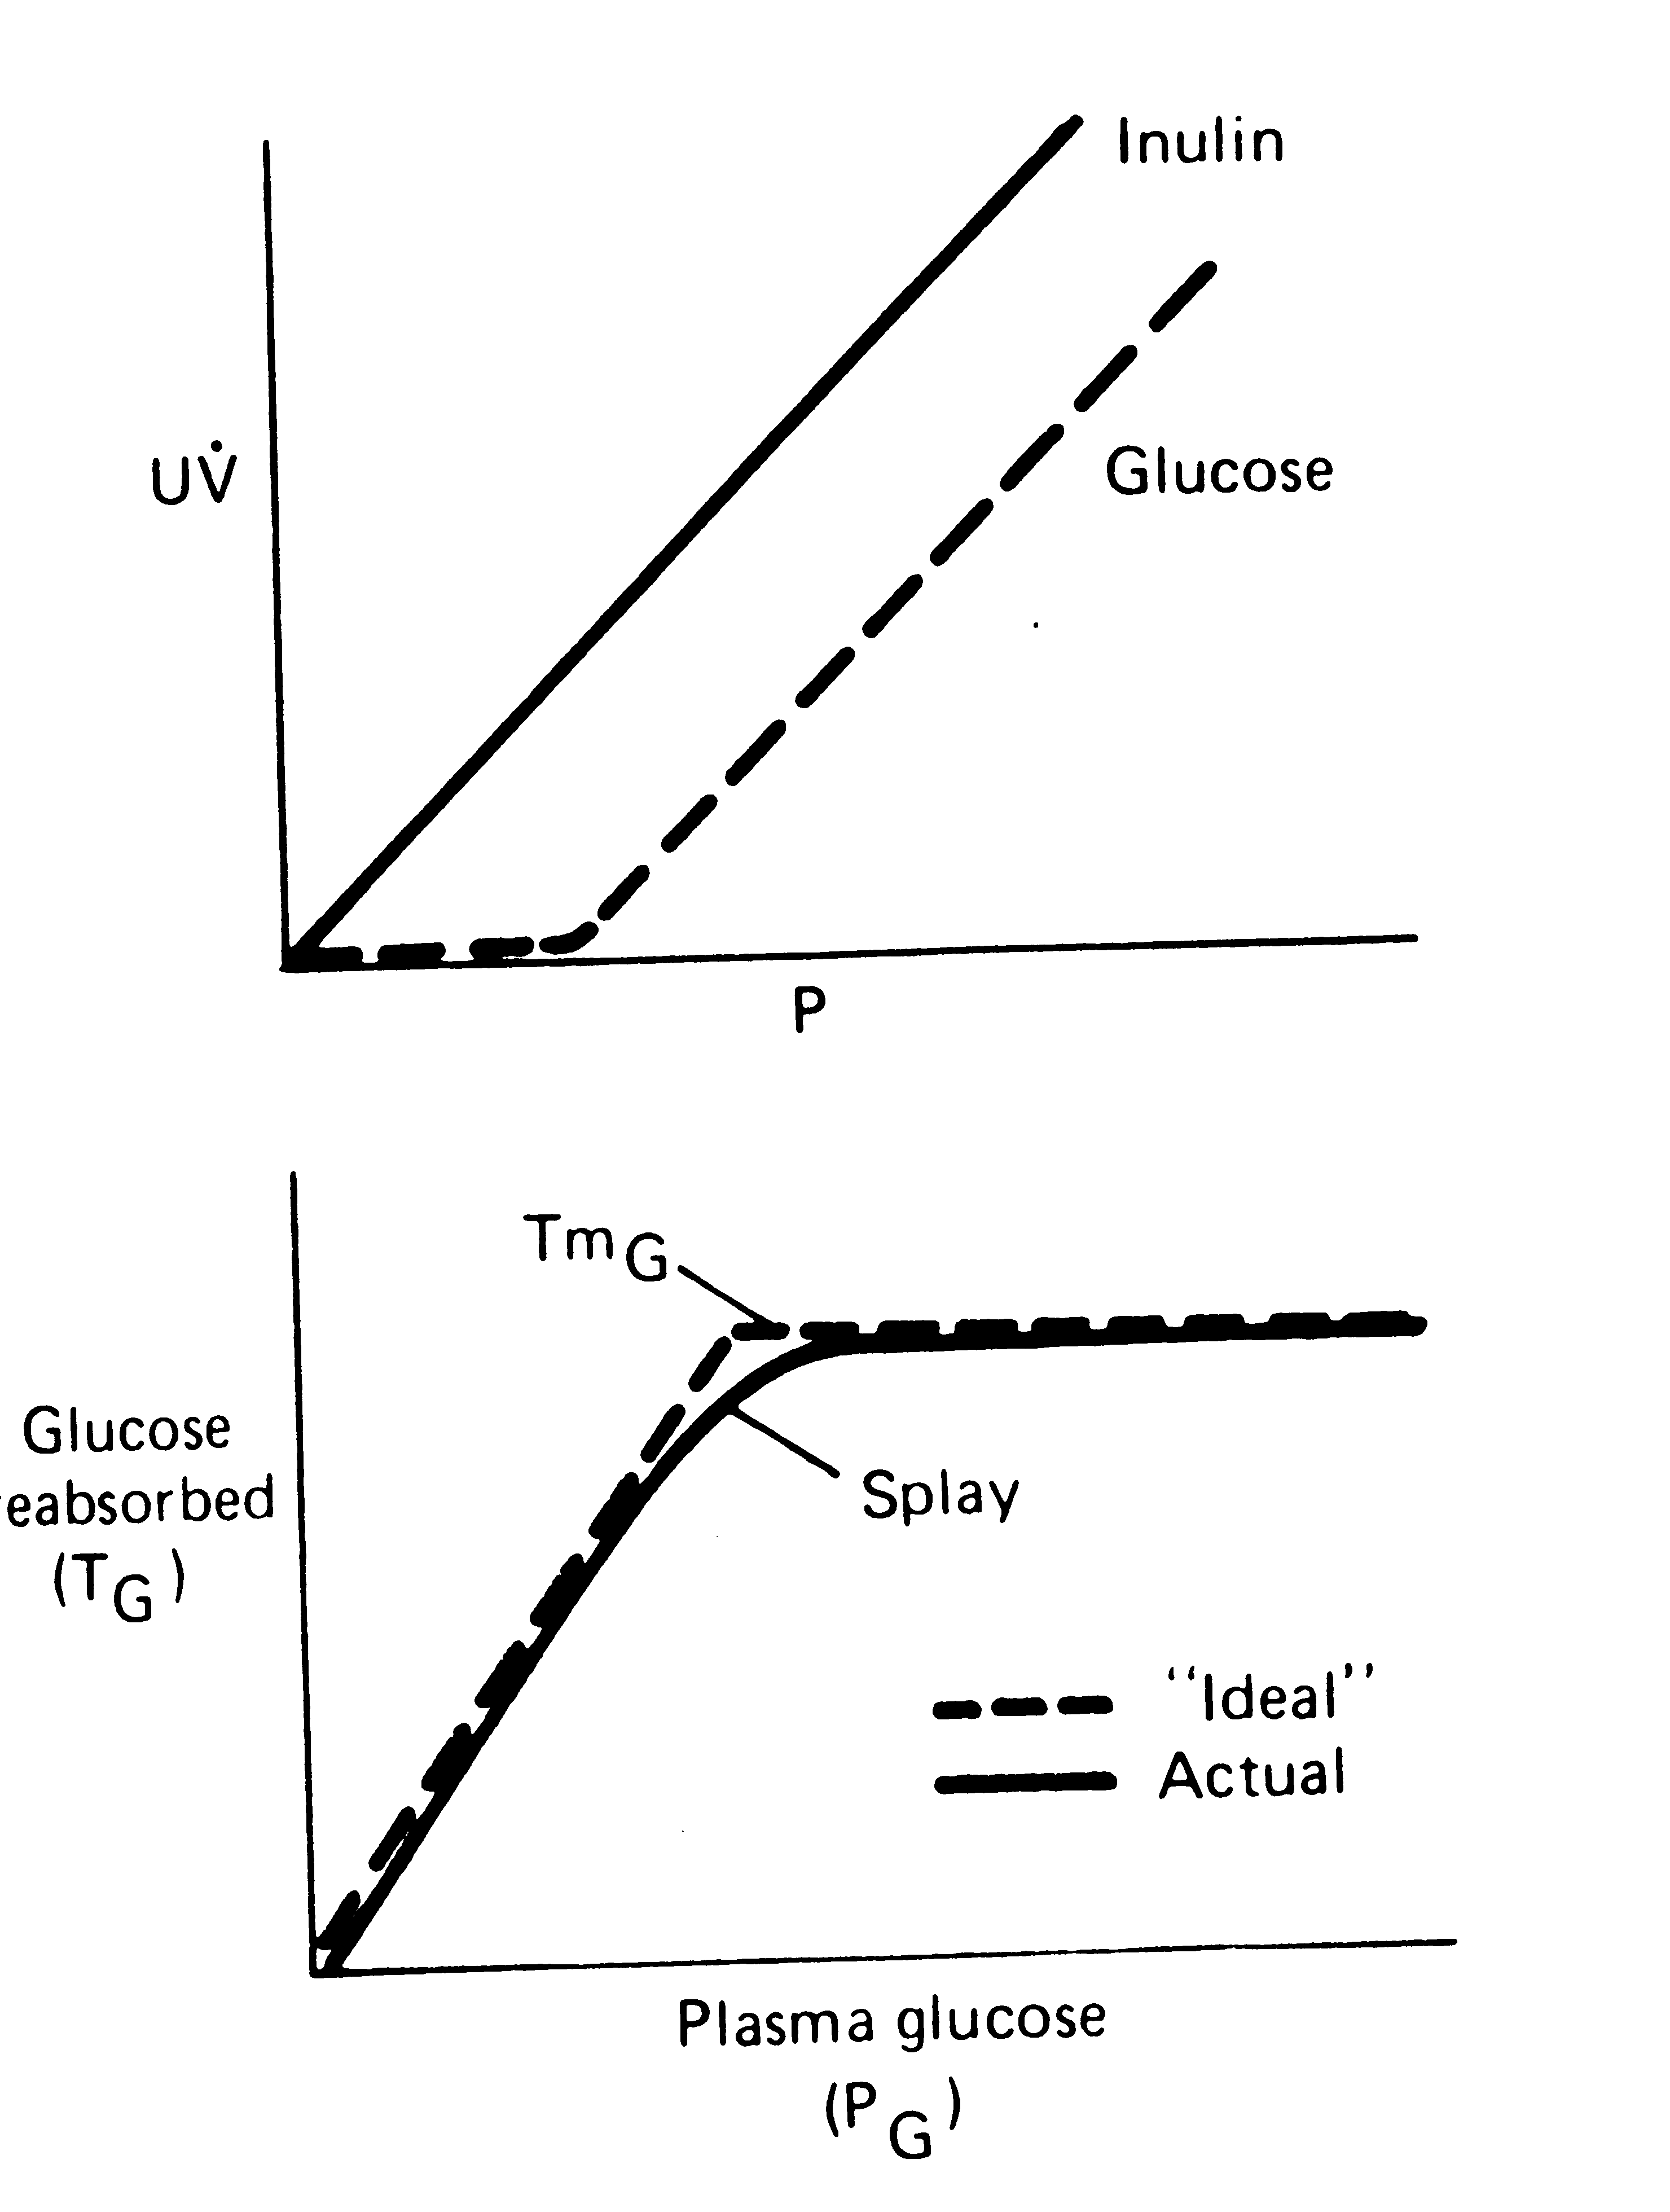 Inulin
UV̇
Glucose
P
TmG
Glucose
eabsorbed
(TG)
Splay
“Ideal”
Actual
Plasma glucose
(PG)